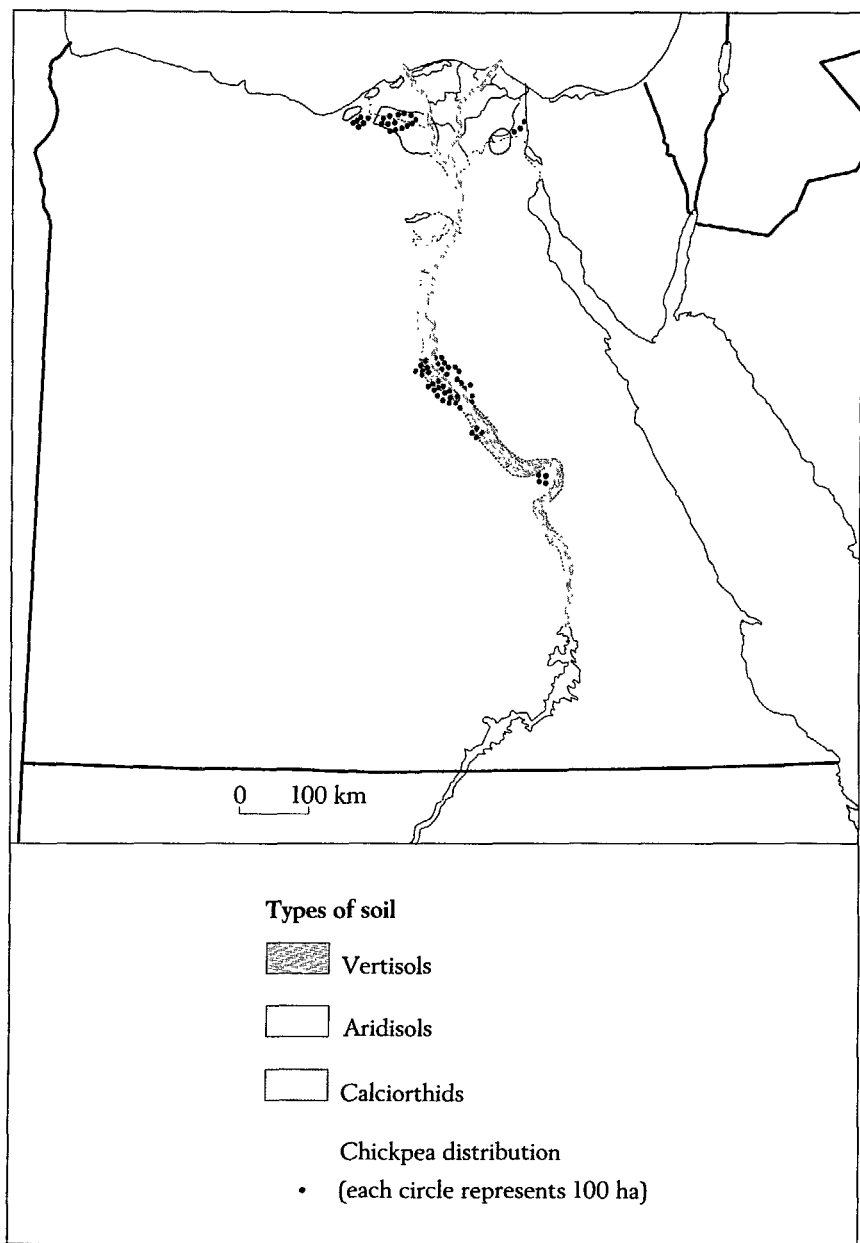 0 100 km
Types of soil
Vertisols
Aridisols
Calciorthids
Chickpea distribution
(each circle represents 100 ha)